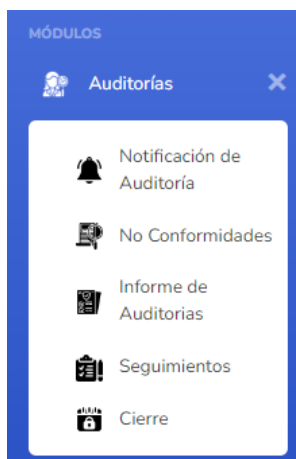 MÓDULOS
Auditorías
Notificación de
Auditoría
No Conformidades
Informe de
Auditorias
Seguimientos
Cierre